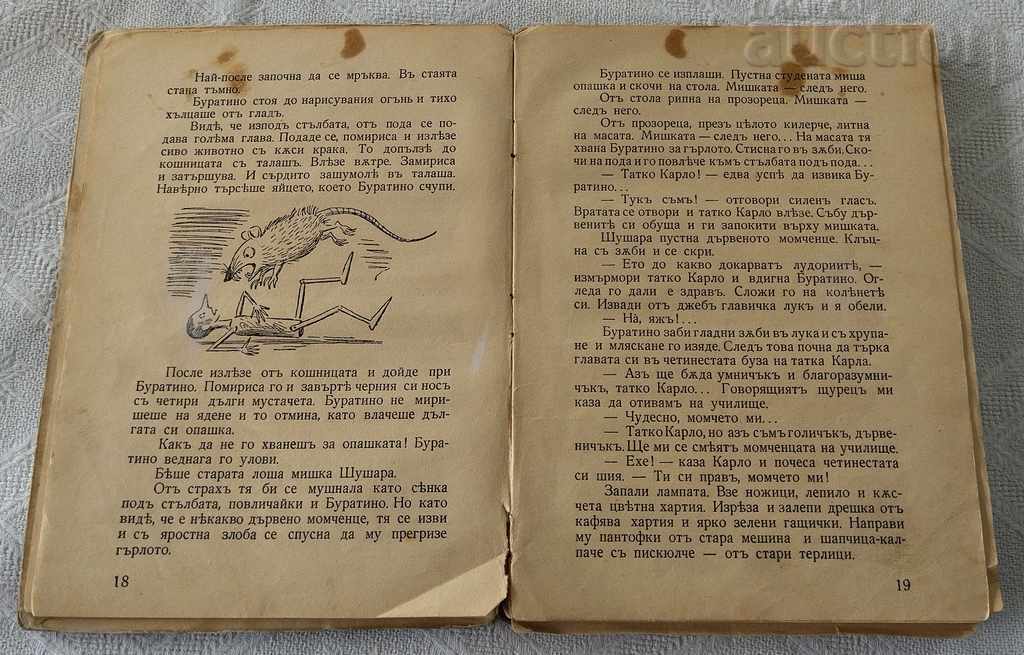 Най-после започна да се мръква. Въ стаята
стана тъмно.
Буратино стоя до нарисувания огънь и тихо
хълцаше отъ гладъ.
Видѣ, че изподъ стълбата, отъ пода се по-
дава голѣма глава. Подаде се, помириса и излѣзе
сиво животно съ кѫси крака. То допълзѣ до
кошницата съ талашъ. Влѣзе вѫтре. Замириса
и затършува. И сърдито зашумолѣ въ талаша.
Навѣрно търсѣше яйцето, което Буратино счупи.
После излѣзе отъ кошницата и дойде при
Буратино. Помириса го и завъртѣ черния си носъ
съ четири дълги мустачета. Буратино не мири-
шеше на ядене и то отмина, като влачеше дъл-
гата си опашка.
Какъ да не го хванешъ за опашката! Бура-
тино веднага го улови.
Бѣше старата лоша мишка Шушара.
Отъ страхъ тя би се мушнала като сѣнка
подъ стълбата, повличайки и Буратино. Но като
видѣ, че е нѣкакво дървено момченце, тя се изви
и съ яростна злоба се спусна да му прегризе
гърлото.
18
Буратино се изплаши. Пустна студената миша
опашка и скочи на стола. Мишката — следъ него.
Отъ стола рипна на прозореца. Мишката —
следъ него.
Отъ прозореца, презъ цѣлото килерче, литна
на масата. Мишката — следъ него... На масата тя
хвана Буратино за гърлото. Стисна го въ зѫби. Ско-
чи на пода и го повлѣче къмъ стълбата подъ пода...
— Татко Карло! — едва успѣ да извика Бу-
ратино...
— Тукъ съмъ! — отговори силенъ гласъ.
Вратата се отвори и татко Карло влѣзе. Събу дър-
венитѣ си обуща и ги запокити върху мишката.
Шушара пустна дървеното момченце. Клъц-
на съ зѫби и се скри.
— Ето до какво докарватъ лудориитѣ, —
измърмори татко Карло и вдигна Буратино. Ог-
леда го дали е здравъ. Сложи го на колѣнетѣ
си. Извади отъ джебъ главичка лукъ и я обели.
— На̀, яжъ!...
Буратино заби гладни зѫби въ лука и съ хрупа-
не и мляскане го изяде. Следъ това почна да търка
главата си въ четинестата буза на татка Карла.
— Азъ ще бѫда умничъкъ и благоразумни-
чъкъ, татко Карло... Говорящиятъ щурецъ ми
каза да отивамъ на училище.
— Чудесно, момчето ми...
— Татко Карло, но азъ съмъ голичъкъ, дърве-
ничъкъ. Ще ми се смѣятъ момченцата на училище.
— Ехе! — каза Карло и почеса четинестата
си шия. — Ти си правъ, момчето ми!
Запали лампата. Взе ножици, лепило и кѫс-
чета цвѣтна хартия. Изрѣза и залепи дрешка отъ
кафява хартия и ярко зелени гащички. Направи
му пантофки отъ стара мешина и шапчица-кал-
паче съ пискюлче — отъ стари терлици.
19